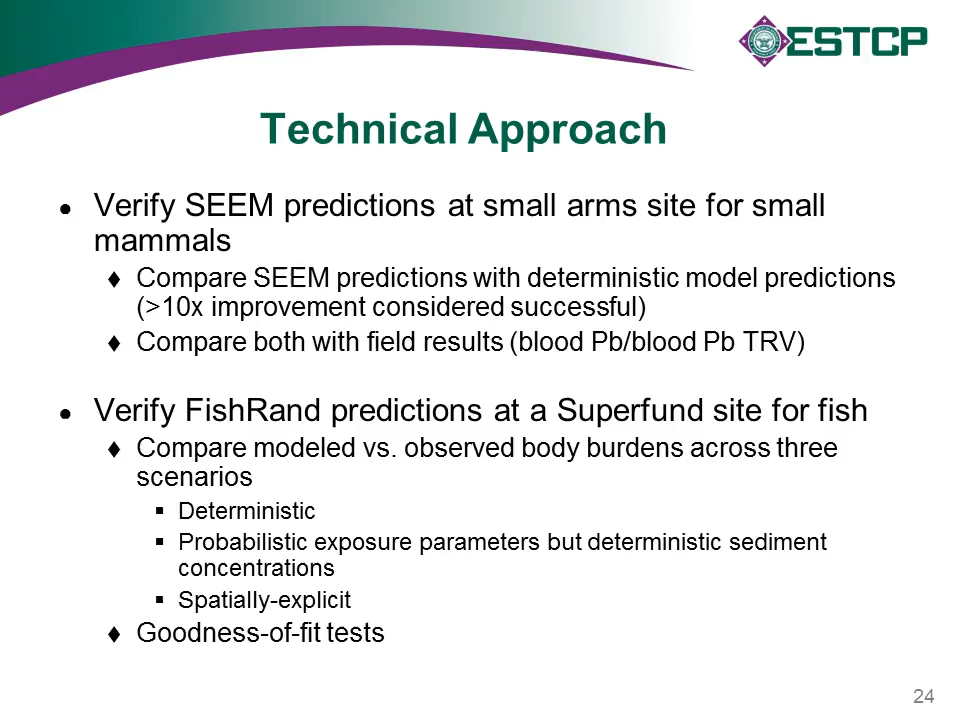 ESTCP
Technical Approach
● Verify SEEM predictions at small arms site for small
mammals
♦ Compare SEEM predictions with deterministic model predictions
(>10x improvement considered successful)
♦ Compare both with field results (blood Pb/blood Pb TRV)
● Verify FishRand predictions at a Superfund site for fish
♦ Compare modeled vs. observed body burdens across three
scenarios
▪ Deterministic
▪ Probabilistic exposure parameters but deterministic sediment
concentrations
▪ Spatially-explicit
♦ Goodness-of-fit tests
24